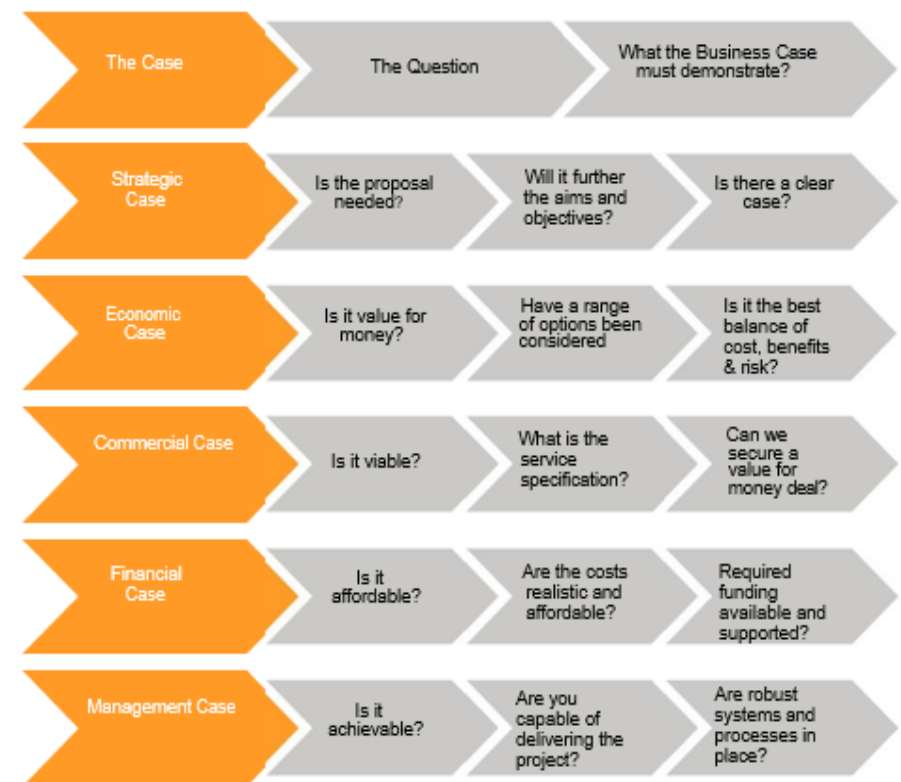 The Case
The Question
What the Business Case
must demonstrate?
Strategic
Case
Is the proposal
needed?
Will it further
the aims and
objectives?
Is there a clear
case?
Economic
Case
Is it value for
money?
Have a range
of options been
considered
Is it the best
balance of
cost, benefits
& risk?
Commercial Case
Is it viable?
What is the
service
specification?
Can we
secure a
value for
money deal?
Financial
Case
Is it
affordable?
Are the costs
realistic and
affordable?
Required
funding
available and
supported?
Management Case
Is it
achievable?
Are you
capable of
delivering the
project?
Are robust
systems and
processes in
place?